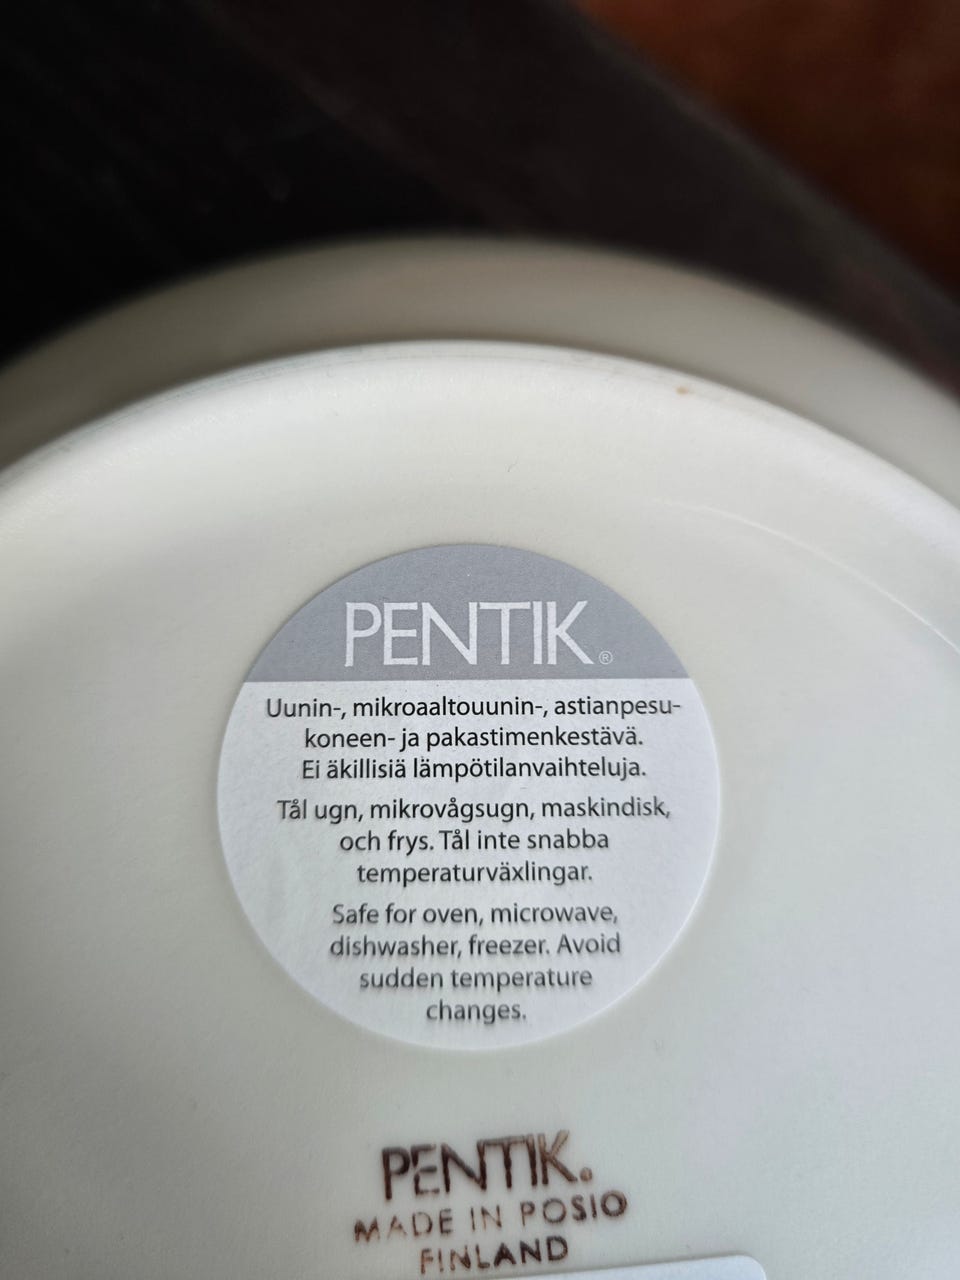 PENTIK®
Uunin-, mikroaaltouunin-, astianpesu-
koneen- ja pakastimenkestävä.
Ei äkillisiä lämpötilanvaihteluja.
Tål ugn, mikrovågsugn, maskindisk,
och frys. Tål inte snabba
temperaturväxlingar.
Safe for oven, microwave,
dishwasher, freezer. Avoid
sudden temperature
changes.
PENTIK®
MADE IN POSIO
FINLAND